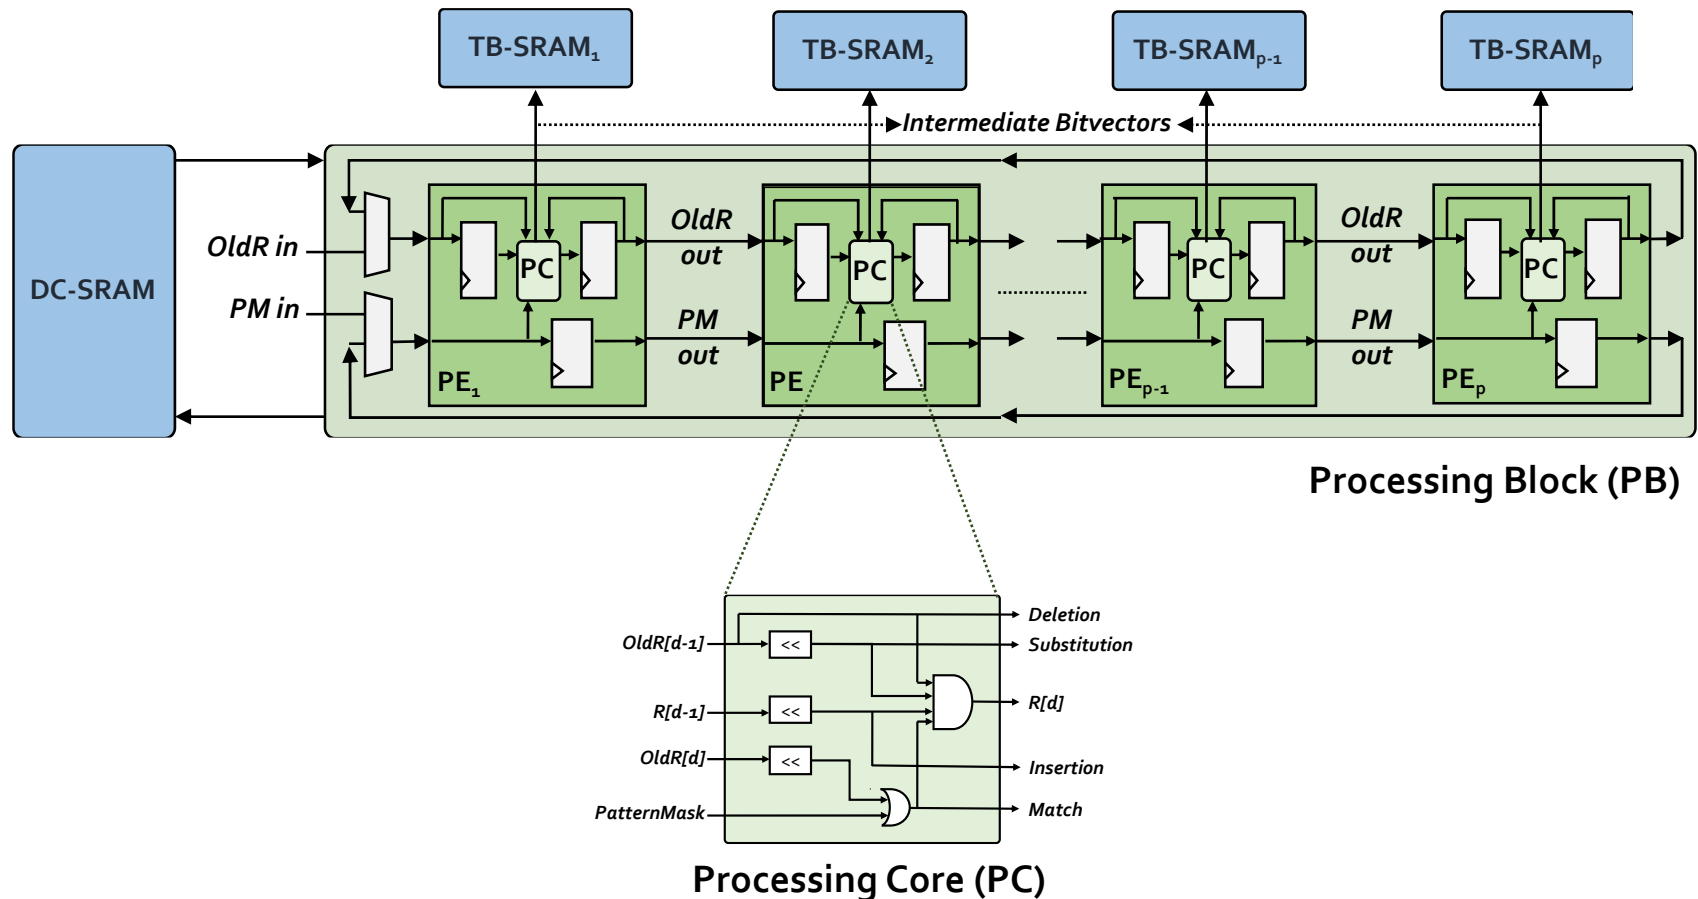 TB-SRAM₁
TB-SRAM₂
TB-SRAMₚ₋₁
TB-SRAMₚ
Intermediate Bitvectors
DC-SRAM
OldR in
PM in
PC
PE₁
OldR
out
PM
out
PC
PE
PC
PEₚ₋₁
OldR
out
PM
out
PC
PEₚ
Processing Block (PB)
OldR[d-1]
<<
R[d-1]
<<
OldR[d]
<<
PatternMask
Deletion
Substitution
R[d]
Insertion
Match
Processing Core (PC)